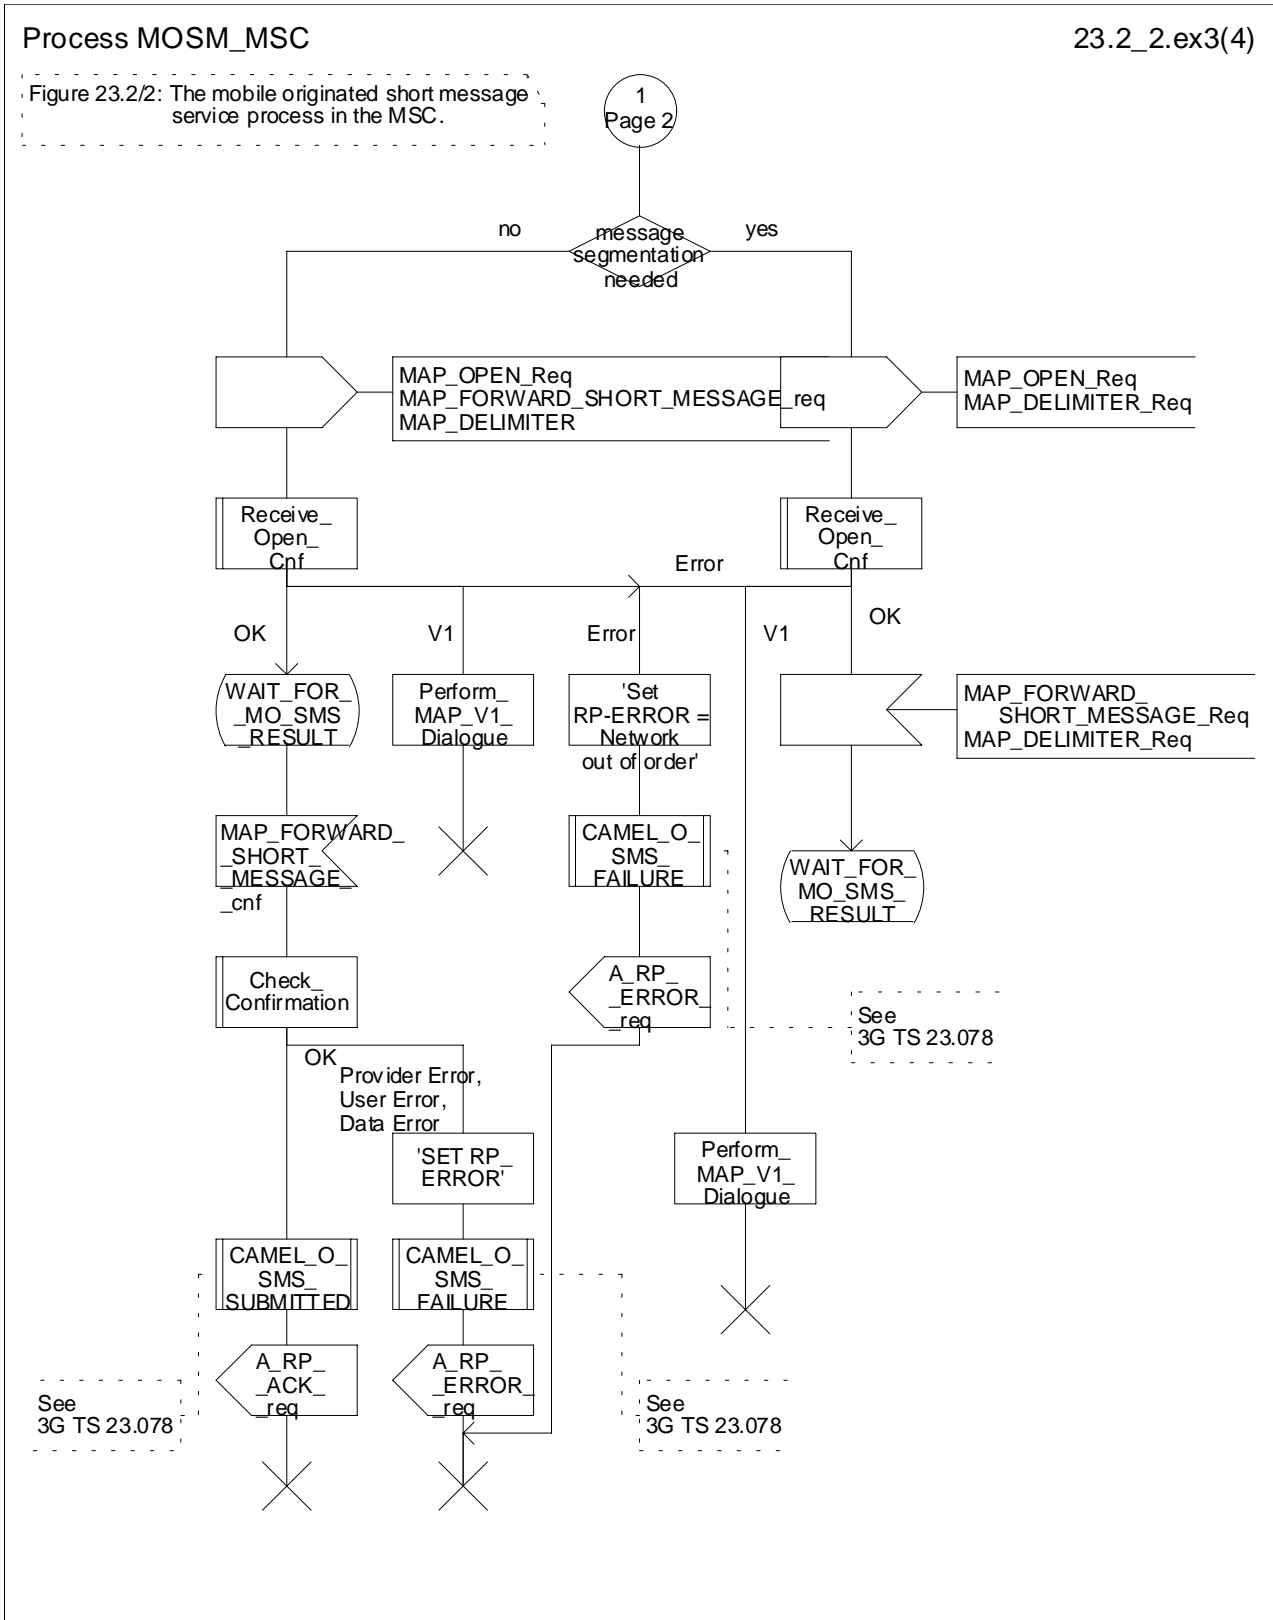 Process MOSM_MSC
23.2_2.ex3(4)
Figure 23.2/2: The mobile originated short message
service process in the MSC.
1
Page 2
no
message
segmentation
needed
yes
MAP_OPEN_Req
MAP_FORWARD_SHORT_MESSAGE_req
MAP_DELIMITER
MAP_OPEN_Req
MAP_DELIMITER_Req
Receive_
Open_
Cnf
Receive_
Open_
Cnf
Error
OK
V1
Error
V1
OK
WAIT_FOR_
_MO_SMS
_RESULT
Perform_
MAP_V1_
Dialogue
'Set
RP-ERROR =
Network
out of order'
MAP_FORWARD_
SHORT_MESSAGE_Req
MAP_DELIMITER_Req
MAP_FORWARD_
_SHORT_
_MESSAGE_
_cnf
CAMEL_O_
SMS_
FAILURE
WAIT_FOR_
MO_SMS_
RESULT
Check_
Confirmation
A_RP_
_ERROR_
_req
See
3G TS 23.078
OK
Provider Error,
User Error,
Data Error
'SET RP_
ERROR'
Perform_
MAP_V1_
Dialogue
CAMEL_O_
SMS_
SUBMITTED
CAMEL_O_
SMS_
FAILURE
A_RP_
_ACK_
_req
A_RP_
_ERROR_
_req
See
3G TS 23.078
See
3G TS 23.078